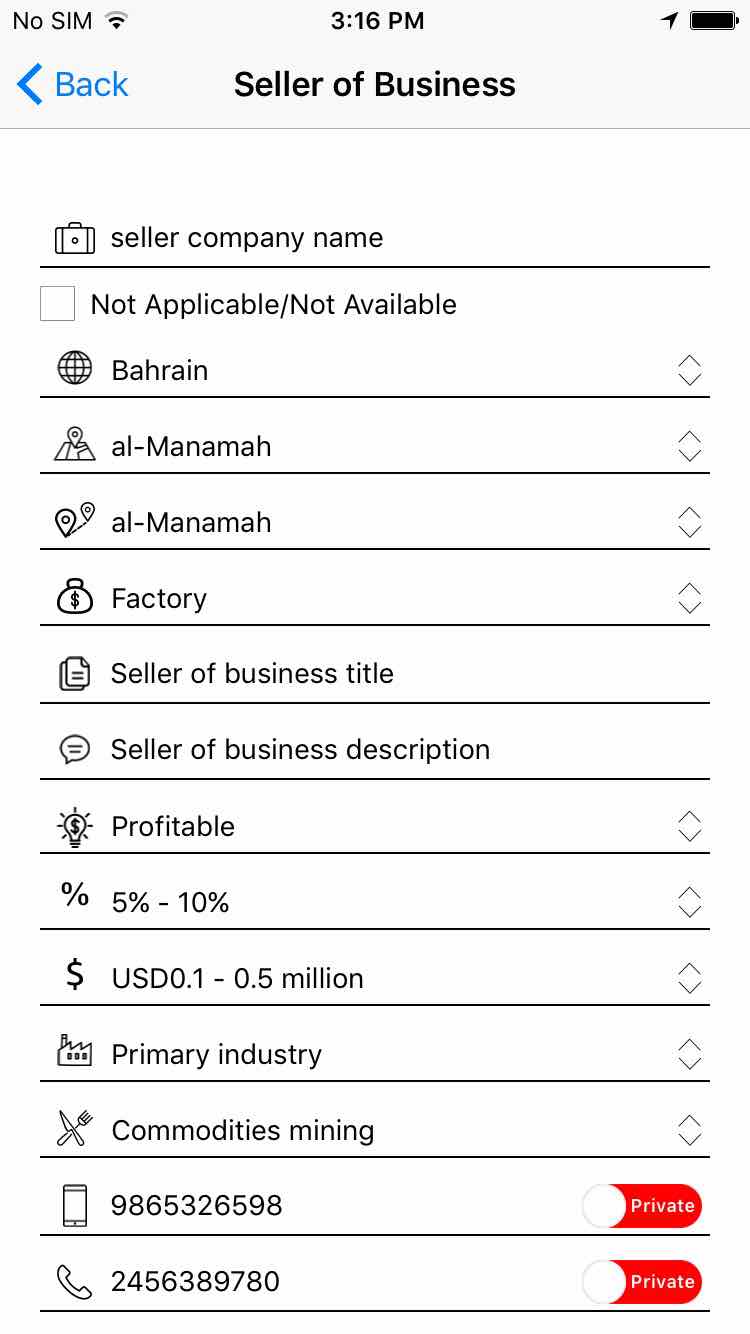 No SIM 3:16 PM
Back Seller of Business
seller company name
Not Applicable/Not Available
Bahrain
al-Manamah
al-Manamah
Factory
Seller of business title
Seller of business description
Profitable
% 5% - 10%
$ USD0.1 - 0.5 million
Primary industry
Commodities mining
9865326598 Private
2456389780 Private